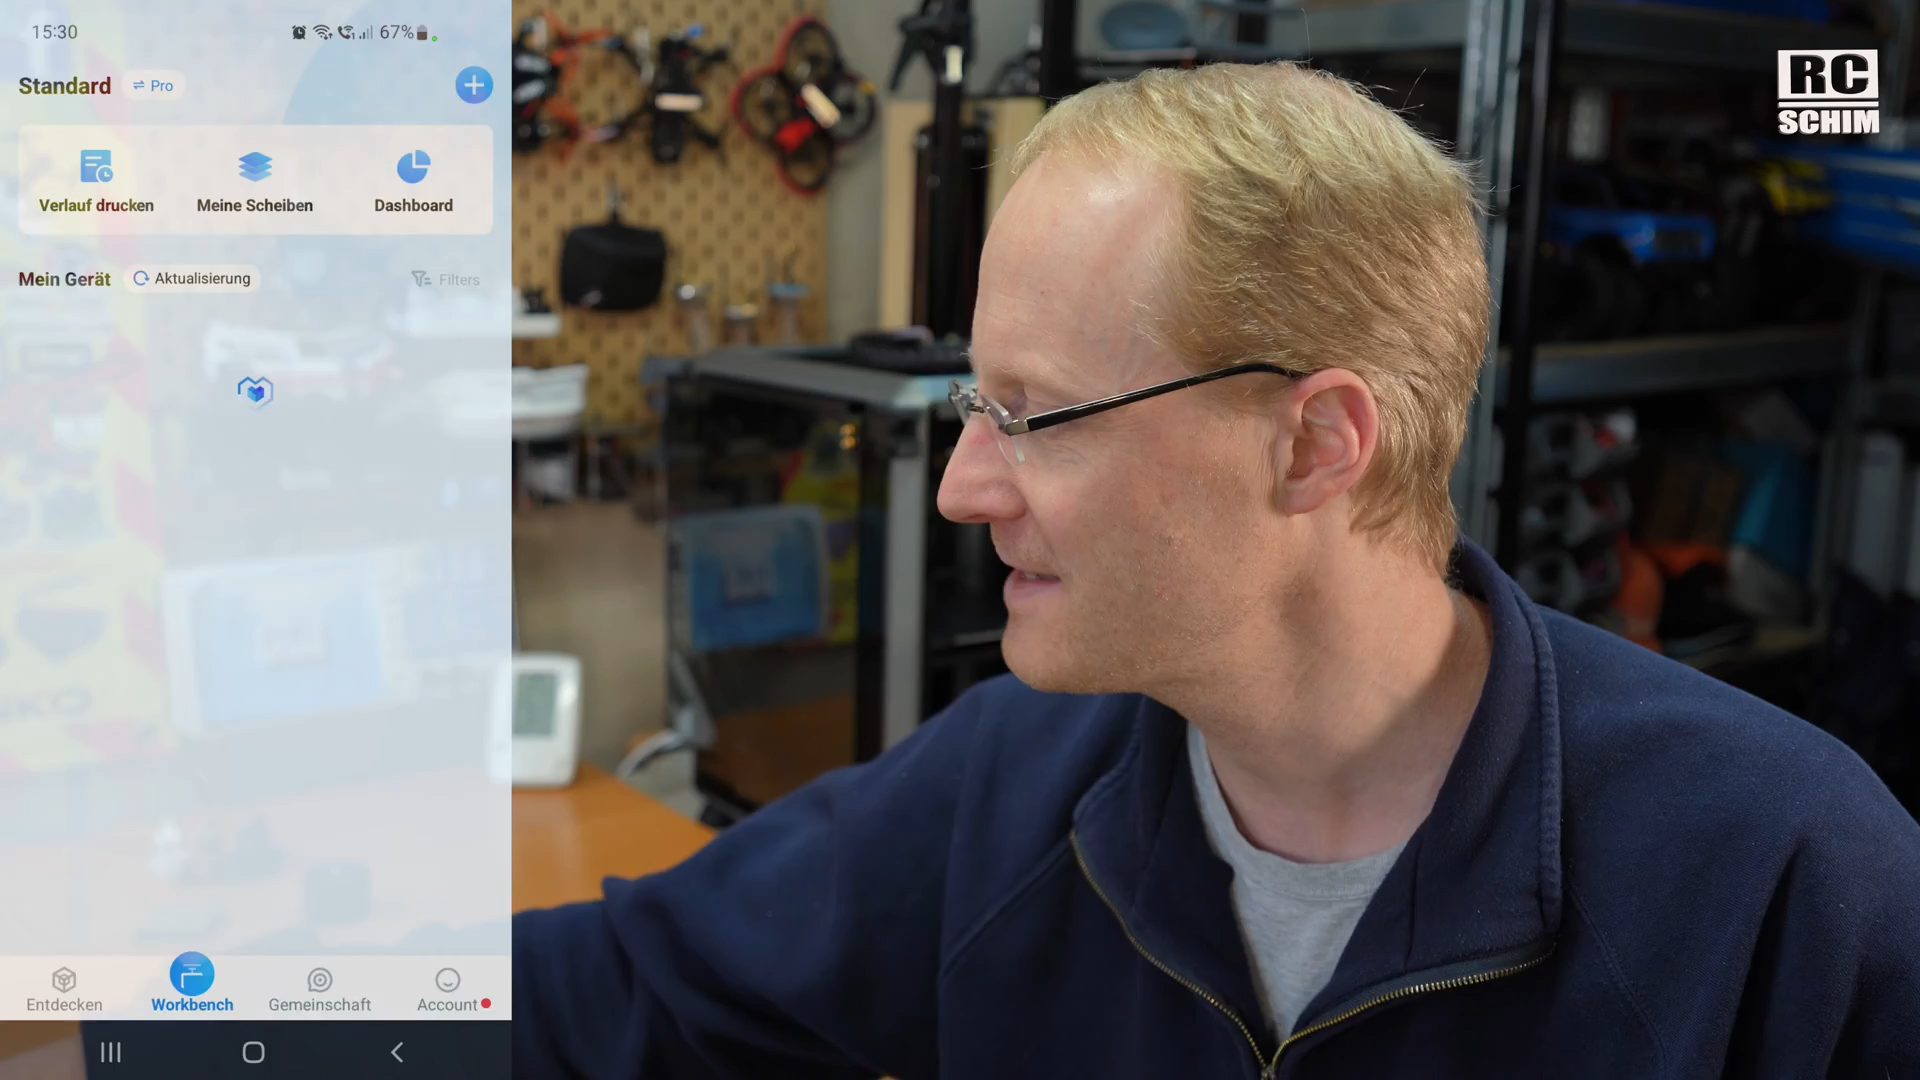 15:30
67%
Standard
Pro
Verlauf drucken
Meine Scheiben
Dashboard
Mein Gerät
Aktualisierung
Filters
Entdecken
Workbench
Gemeinschaft
Account
RC
SCHIM